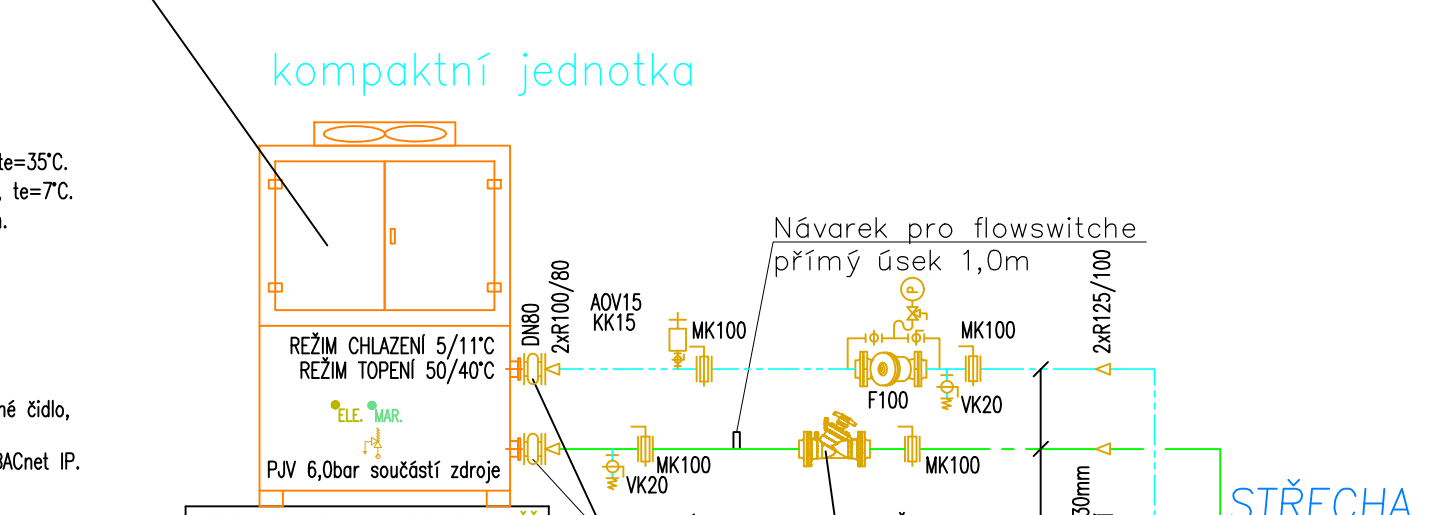 kompaktní jednotka
te=35°C.
, te=7°C.
Návarek pro flowswitche
přímý úsek 1,0m
DN80
2xR100/80
AOV15
KK15
MK100
P
MK100
2xR125/100
REŽIM CHLAZENÍ 5/11°C
REŽIM TOPENÍ 50/40°C
F100
VK20
né čidlo,
ELE.
MAR.
BACnet IP.
PJV 6,0bar součástí zdroje
MK100
VK20
MK100
30mm
STŘECHA